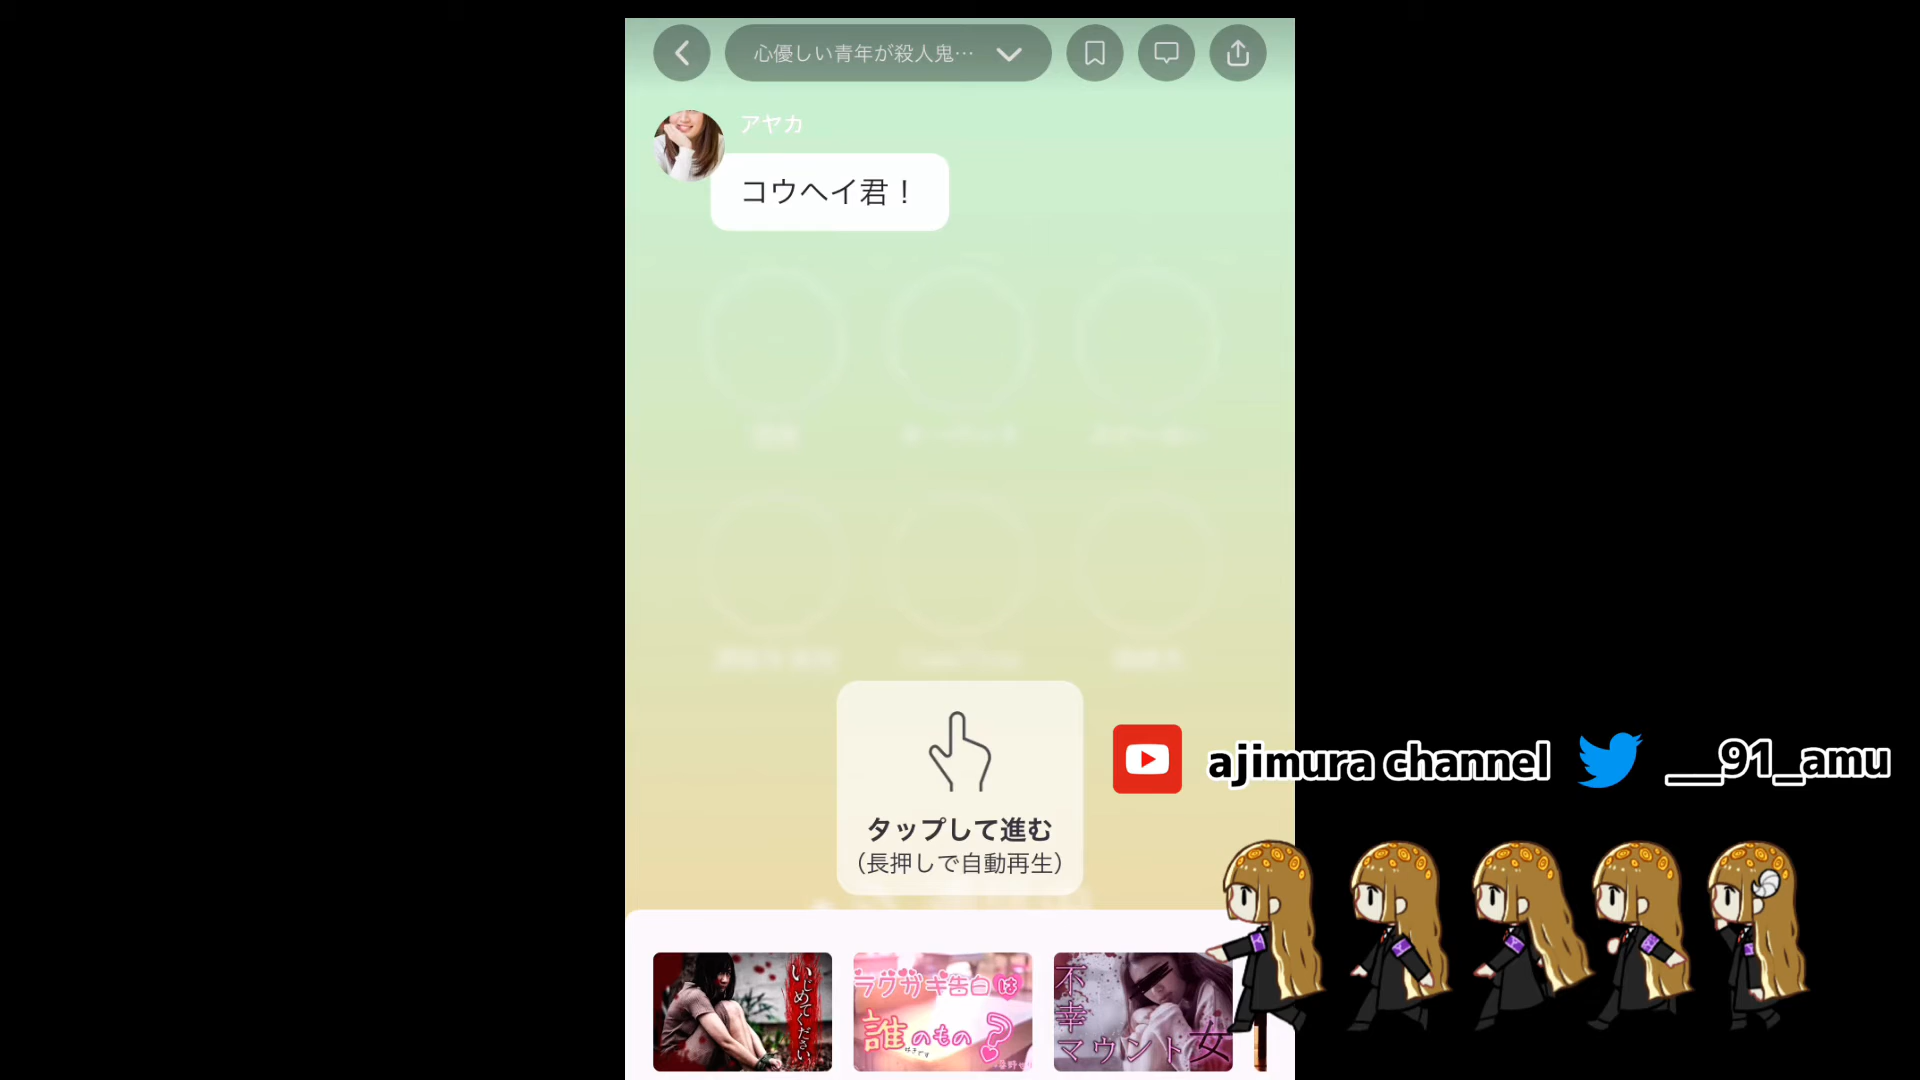 心優しい青年が殺人鬼…
アヤカ
コウヘイ君！
タップして進む
（長押しで自動再生）
ajimura channel
__91_amu
いじめてください。
ラクガキ告白は
誰のもの？
不幸
マウント女